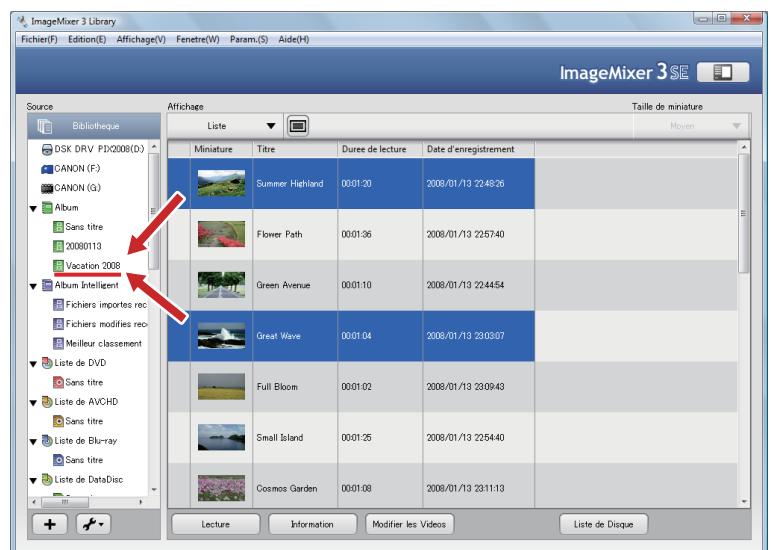 ImageMixer 3 Library
Fichier(F) Edition(E) Affichage(V) Fenetre(W) Param.(S) Aide(H)
ImageMixer 3 SE
Source Affichage Taille de miniature
Bibliotheque Liste Moyen
DSK DRV PIX2008(D:)
CANON (F:)
CANON (G:)
Album
Sans titre
20080113
Vacation 2008
Album Intelligent
Fichiers importes rec
Fichiers modifies rec
Meilleur classement
Liste de DVD
Sans titre
Liste de AVCHD
Sans titre
Liste de Blu-ray
Sans titre
Liste de DataDisc
Miniature Titre Duree de lecture Date d'enregistrement
Summer Highland 00:01:20 2008/01/13 22:48:26
Flower Path 00:01:36 2008/01/13 22:57:40
Green Avenue 00:01:10 2008/01/13 22:44:54
Great Wave 00:01:04 2008/01/13 23:03:07
Full Bloom 00:01:02 2008/01/13 23:09:43
Small Island 00:01:25 2008/01/13 22:54:40
Cosmos Garden 00:01:08 2008/01/13 23:11:13
Lecture Information Modifier les Videos Liste de Disque